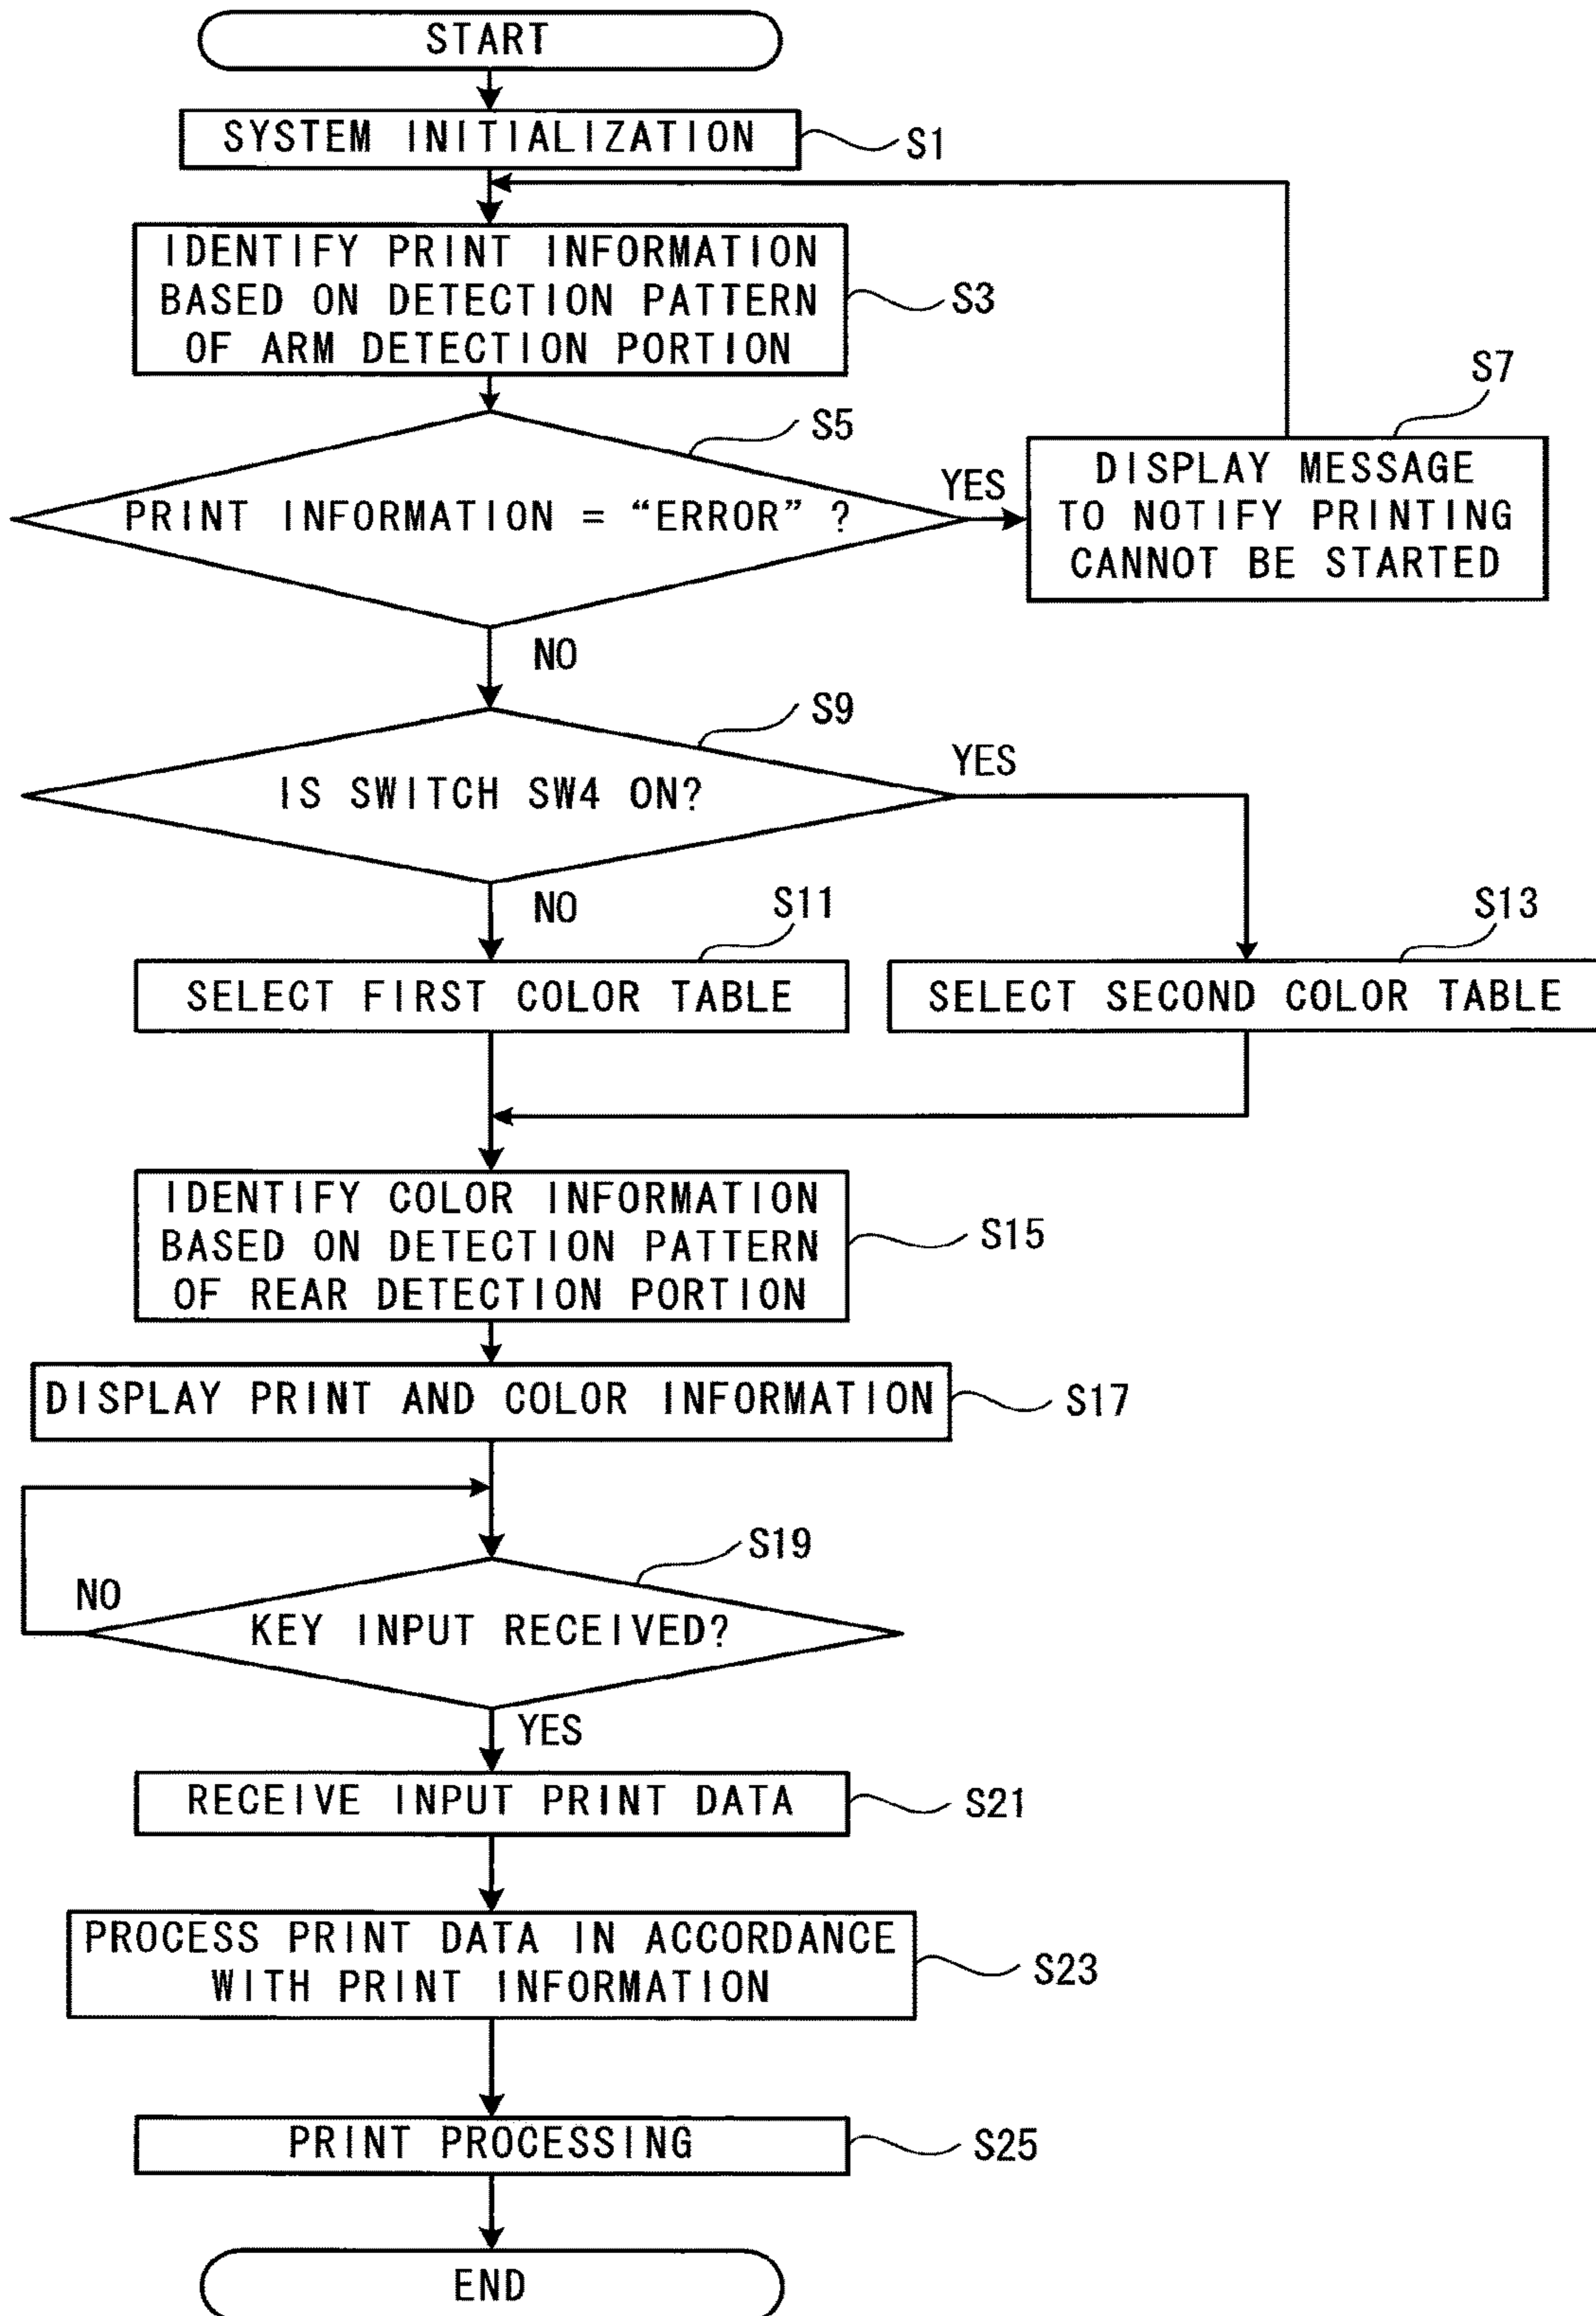 START
SYSTEM INITIALIZATION
S1
IDENTIFY PRINT INFORMATION
BASED ON DETECTION PATTERN
OF ARM DETECTION PORTION
S3
S7
S5
PRINT INFORMATION = “ERROR” ?
YES
DISPLAY MESSAGE
TO NOTIFY PRINTING
CANNOT BE STARTED
NO
S9
IS SWITCH SW4 ON?
YES
NO
S11
S13
SELECT FIRST COLOR TABLE
SELECT SECOND COLOR TABLE
IDENTIFY COLOR INFORMATION
BASED ON DETECTION PATTERN
OF REAR DETECTION PORTION
S15
DISPLAY PRINT AND COLOR INFORMATION
S17
S19
NO
KEY INPUT RECEIVED?
YES
RECEIVE INPUT PRINT DATA
S21
PROCESS PRINT DATA IN ACCORDANCE
WITH PRINT INFORMATION
S23
PRINT PROCESSING
S25
END